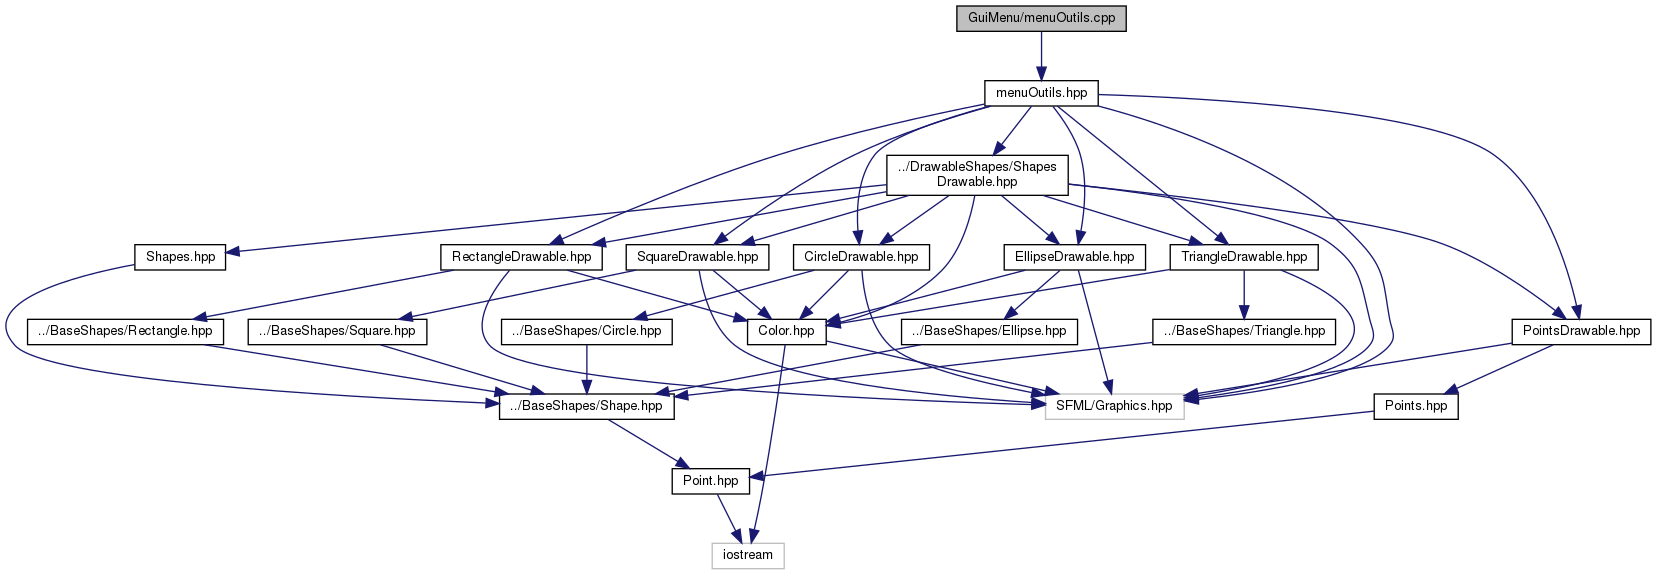 GuiMenu/menuOutils.cpp
menuOutils.hpp
../DrawableShapes/Shapes
Drawable.hpp
Shapes.hpp
RectangleDrawable.hpp
SquareDrawable.hpp
CircleDrawable.hpp
EllipseDrawable.hpp
TriangleDrawable.hpp
../BaseShapes/Rectangle.hpp
../BaseShapes/Square.hpp
../BaseShapes/Circle.hpp
Color.hpp
../BaseShapes/Ellipse.hpp
../BaseShapes/Triangle.hpp
PointsDrawable.hpp
../BaseShapes/Shape.hpp
SFML/Graphics.hpp
Points.hpp
Point.hpp
iostream